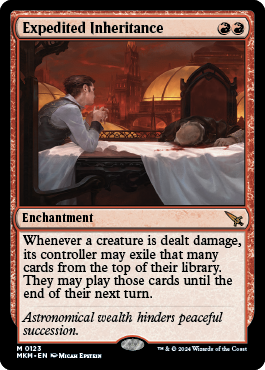 Expedited Inheritance
Enchantment
Whenever a creature is dealt damage,
its controller may exile that many
cards from the top of their library.
They may play those cards until the
end of their next turn.
Astronomical wealth hinders peaceful
succession.
M 0123
MKM • EN Micah Epstein
™ & © 2024 Wizards of the Coast